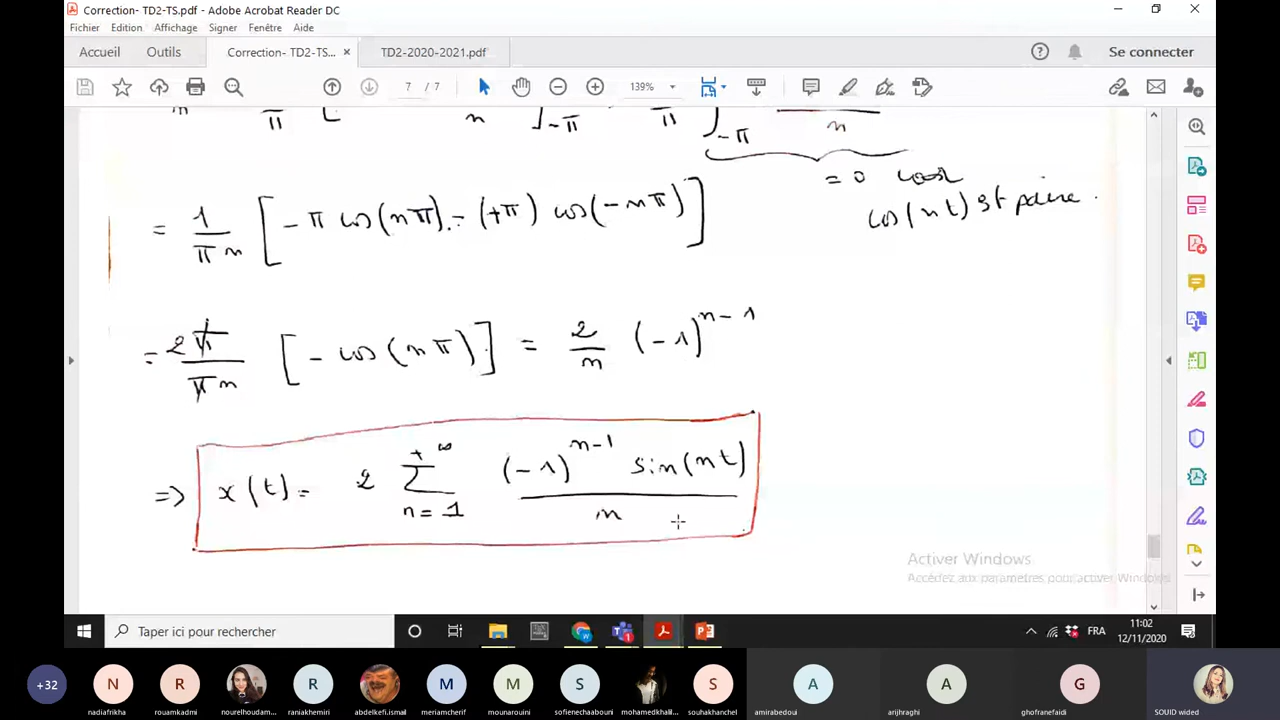 Correction- TD2-TS.pdf - Adobe Acrobat Reader DC
Fichier Edition Affichage Signer Fenêtre Aide
Accueil Outils Correction- TD2-TS... × TD2-2020-2021.pdf Se connecter
7 / 7 139%
n π [ n ]-π π ∫-π n
= 0 car
cos(nt) est paire.
= 1/πn [ -π cos(nπ) - (+π) cos(-nπ) ]
= 2π/πn [ - cos(nπ) ] = 2/n (-1)^n-1
=> x(t) = 2 Σ n=1 +∞ (-1)^n-1 sin(nt) / n
Activer Windows
Accédez aux paramètres pour activer Windows
Taper ici pour rechercher
FRA
11:02
12/11/2020
+32 N R R M M S S A A G
nadiafrikha rouamkadmi nourelhoudam... raniakhemiri abdelkefi.ismail meriamcherif mounarouini sofienechaabouni mohamedkhalil... souhakhanchel amirabedoui arijhraghi ghofranefaidi SOUID wided